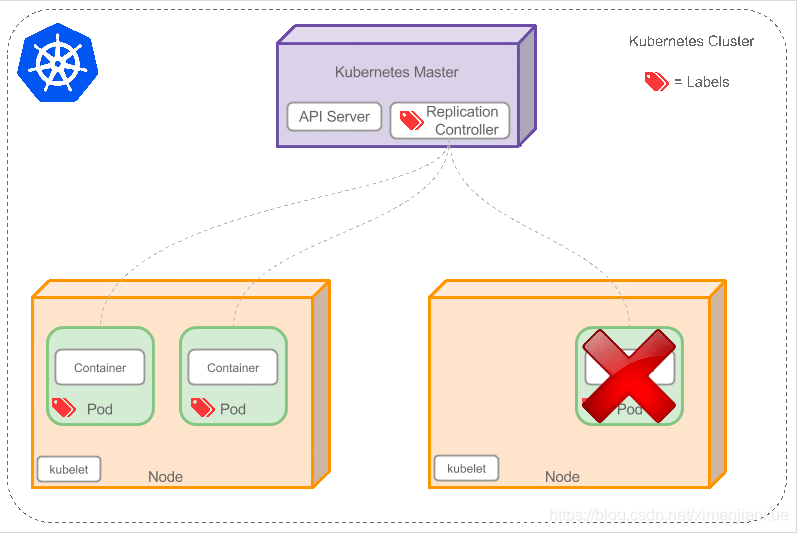 Kubernetes Cluster
= Labels
Kubernetes Master
API Server
Replication
Controller
Container
Pod
Container
Pod
kubelet
Node
Pod
kubelet
Node
https://blog.csdn.net/ximenjianxue